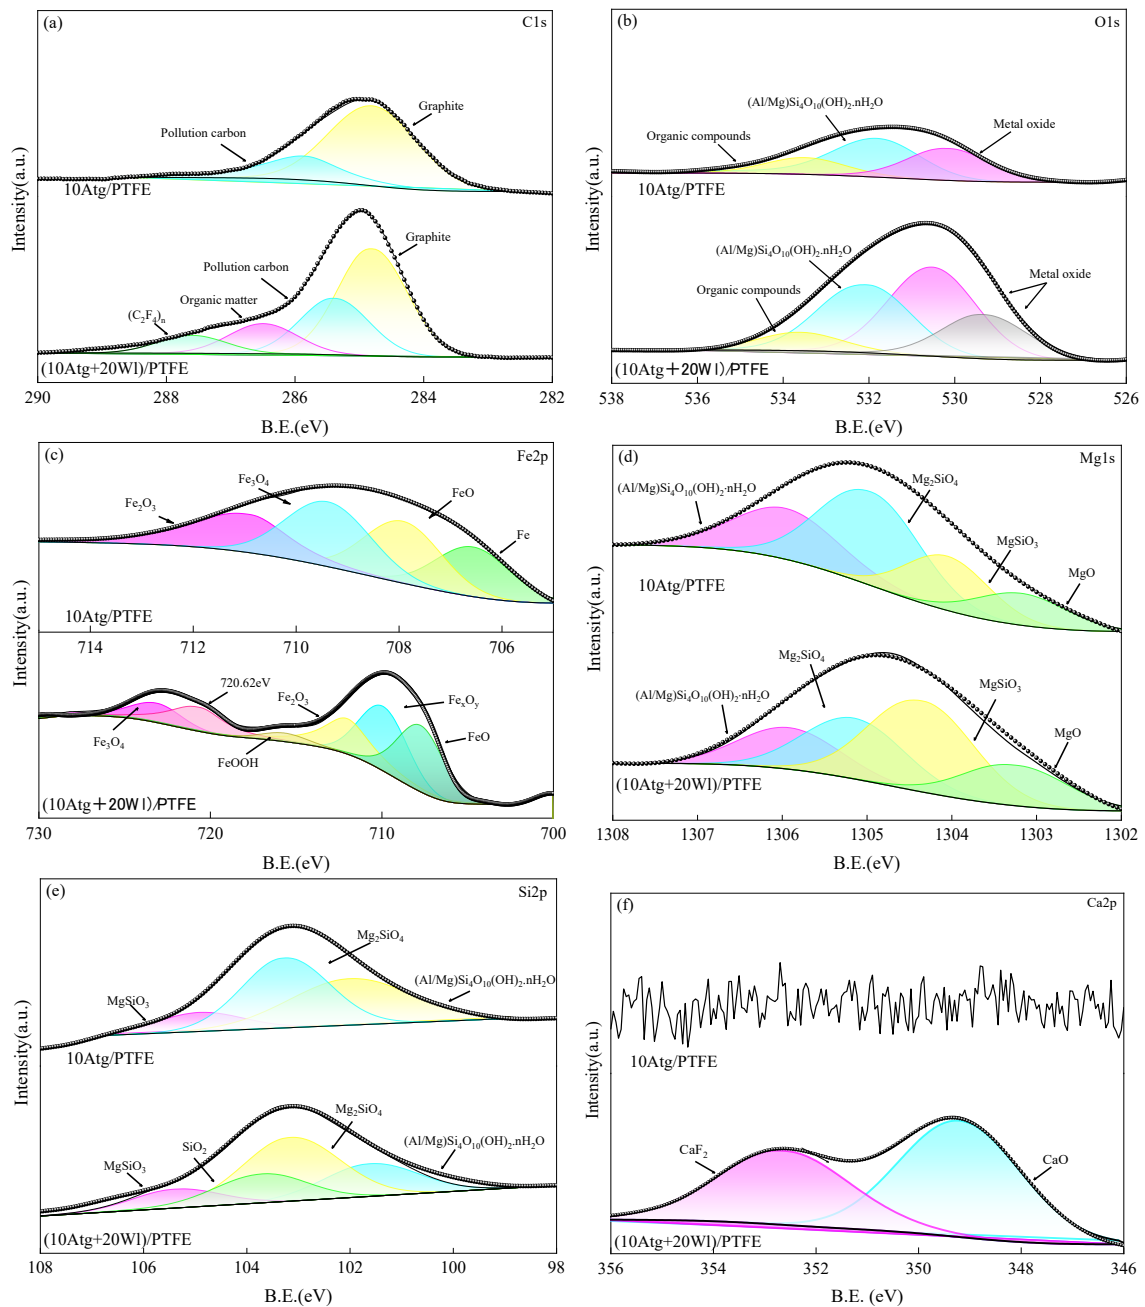 (a)
C1s
Graphite
Pollution carbon
10Atg/PTFE
Graphite
Pollution carbon
Organic matter
(C₂F₄)ₙ
(10Atg+20Wl)/PTFE
Intensity(a.u.)
290 288 286 284 282
B.E.(eV)
(b)
O1s
(Al/Mg)Si₄O₁₀(OH)₂.nH₂O
Metal oxide
Organic compounds
10Atg/PTFE
(Al/Mg)Si₄O₁₀(OH)₂.nH₂O
Metal oxide
Organic compounds
(10Atg+20Wl)/PTFE
Intensity(a.u.)
538 536 534 532 530 528 526
B.E.(eV)
(c)
Fe2p
Fe₃O₄
Fe₂O₃
FeO
Fe
10Atg/PTFE
714 712 710 708 706
720.62eV
Fe₂O₃
FeₓOᵧ
Fe₃O₄
FeO
FeOOH
(10Atg+20Wl)/PTFE
Intensity(a.u.)
730 720 710 700
B.E.(eV)
(d)
Mg1s
(Al/Mg)Si₄O₁₀(OH)₂·nH₂O
Mg₂SiO₄
MgSiO₃
MgO
10Atg/PTFE
Mg₂SiO₄
MgSiO₃
(Al/Mg)Si₄O₁₀(OH)₂·nH₂O
MgO
(10Atg+20Wl)/PTFE
Intensity(a.u.)
1308 1307 1306 1305 1304 1303 1302
B.E.(eV)
(e)
Si2p
Mg₂SiO₄
(Al/Mg)Si₄O₁₀(OH)₂.nH₂O
MgSiO₃
10Atg/PTFE
Mg₂SiO₄
SiO₂
(Al/Mg)Si₄O₁₀(OH)₂.nH₂O
MgSiO₃
(10Atg+20Wl)/PTFE
Intensity(a.u.)
108 106 104 102 100 98
B.E.(eV)
(f)
Ca2p
10Atg/PTFE
CaF₂
CaO
(10Atg+20Wl)/PTFE
Intensity(a.u.)
356 354 352 350 348 346
B.E. (eV)